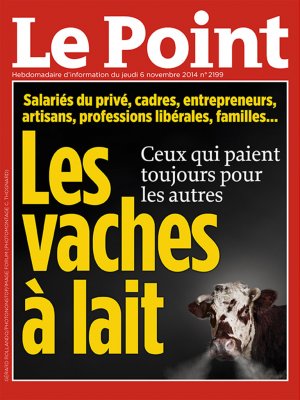 Le Point
Hebdomadaire d'information du jeudi 6 novembre 2014 n° 2199
Salariés du privé, cadres, entrepreneurs,
artisans, professions libérales, familles...
Ceux qui paient
toujours pour
les autres
Les
vaches
à lait